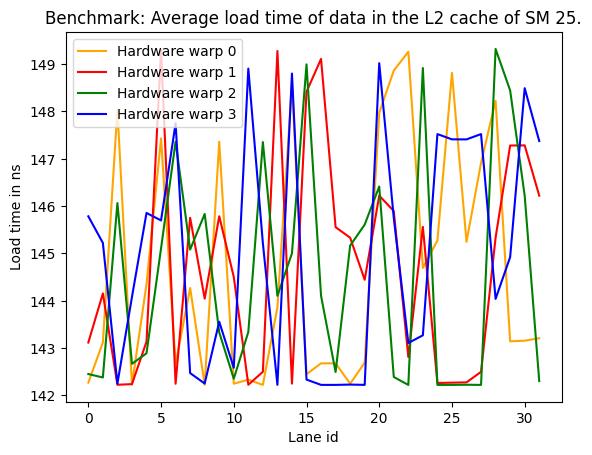 Benchmark: Average load time of data in the L2 cache of SM 25.
Hardware warp 0
Hardware warp 1
Hardware warp 2
Hardware warp 3
Load time in ns
149
148
147
146
145
144
143
142
0 5 10 15 20 25 30
Lane id